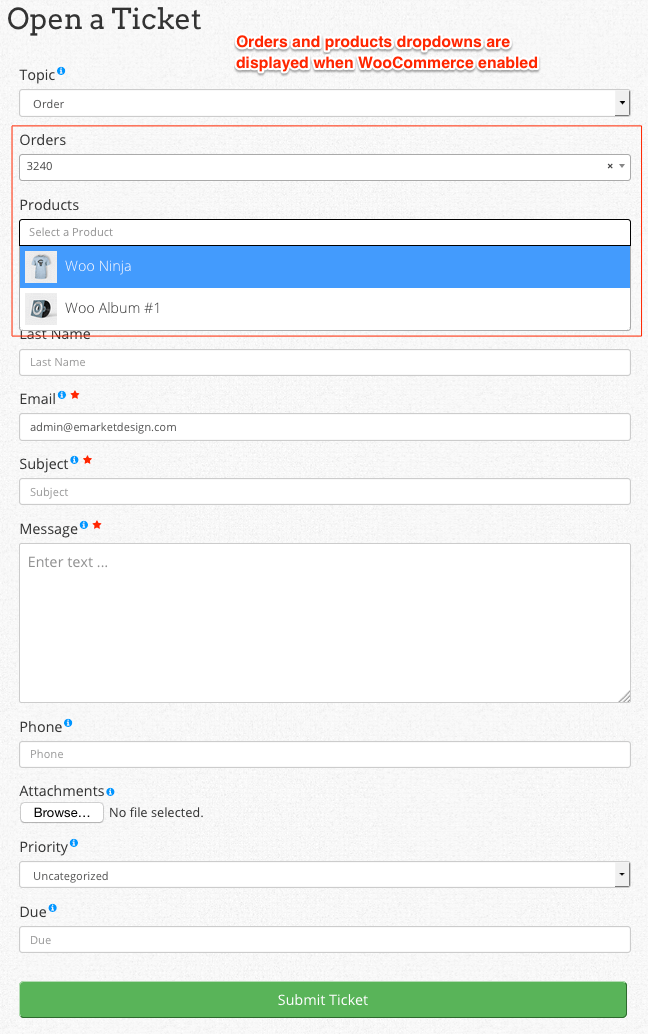 Open a Ticket
Orders and products dropdowns are
displayed when WooCommerce enabled
Topic
Order
Orders
3240 ×
Products
Select a Product
Woo Ninja
Woo Album #1
Last Name
Last Name
Email
admin@emarketdesign.com
Subject
Subject
Message
Enter text ...
Phone
Phone
Attachments
Browse... No file selected.
Priority
Uncategorized
Due
Due
Submit Ticket